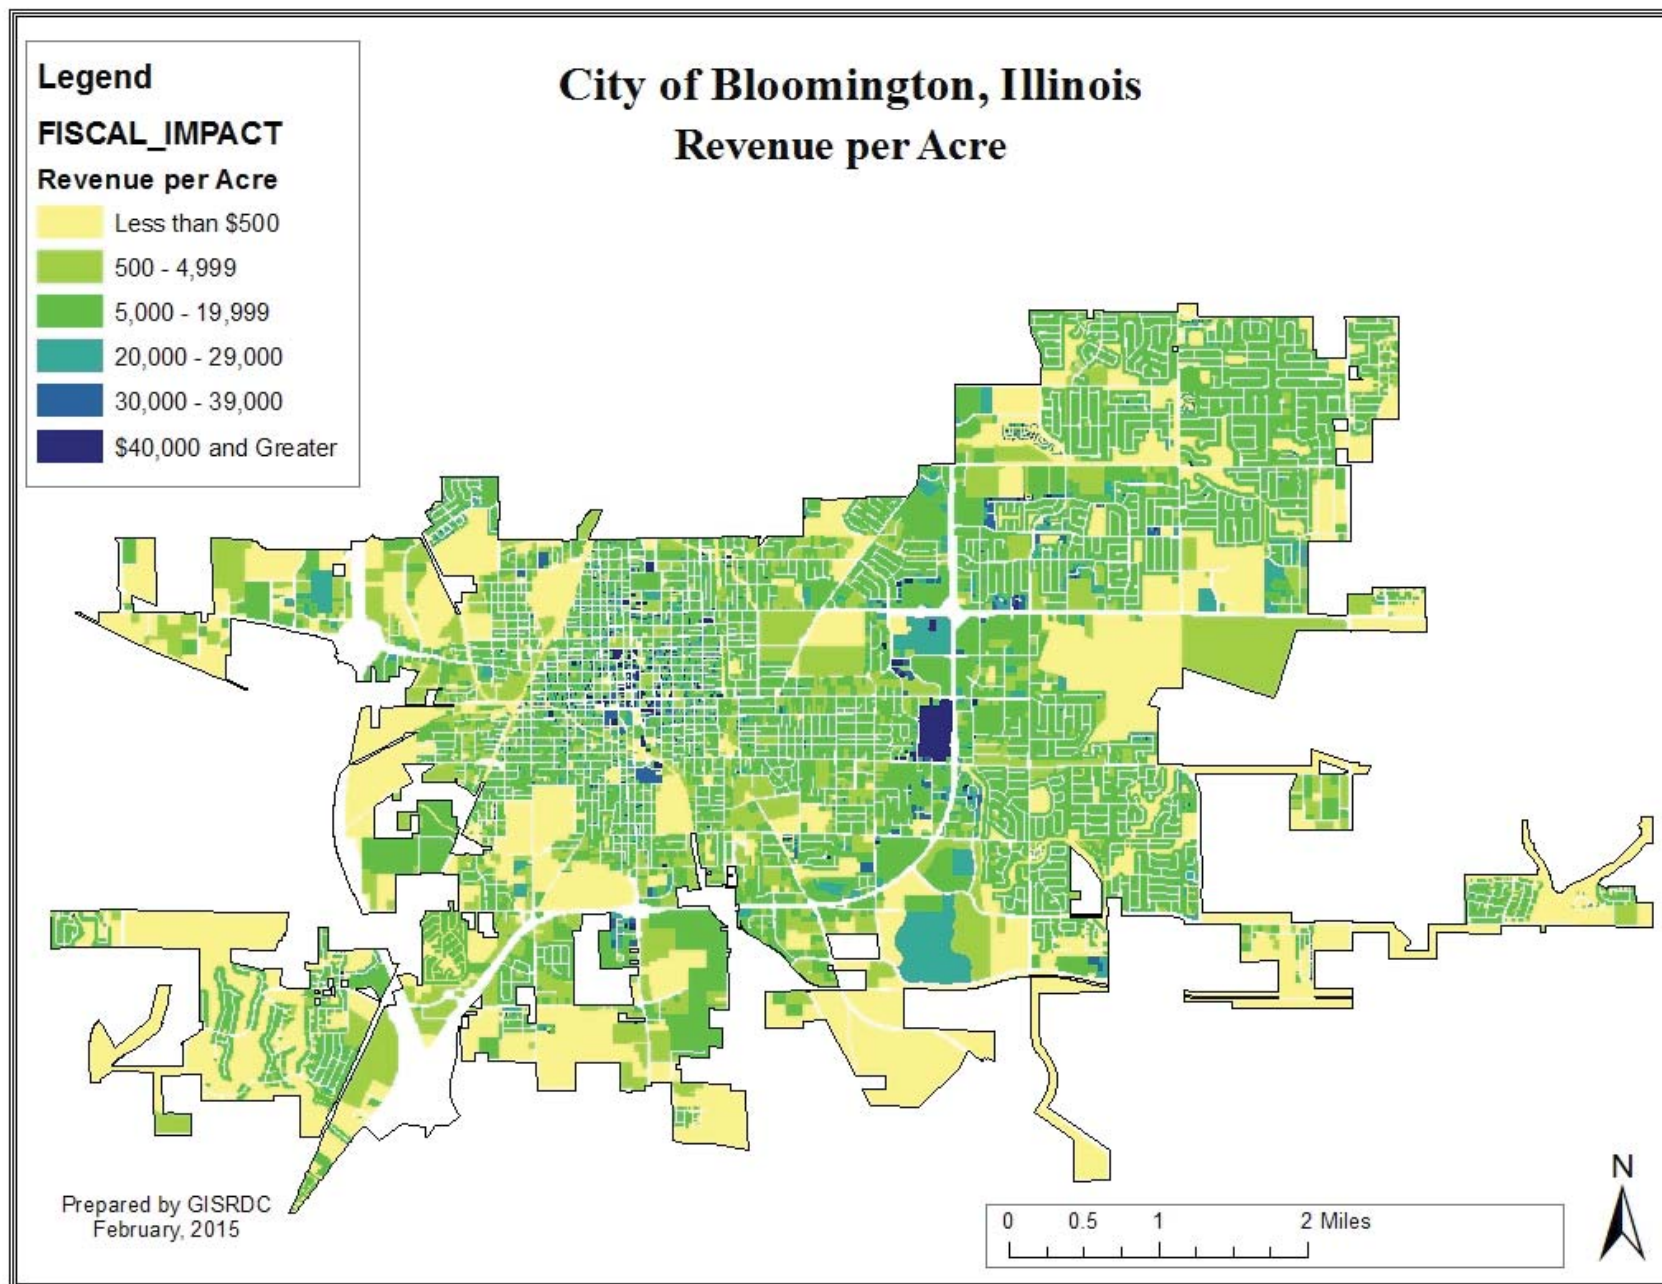 Legend
FISCAL_IMPACT
Revenue per Acre
Less than $500
500 - 4,999
5,000 - 19,999
20,000 - 29,000
30,000 - 39,000
$40,000 and Greater
City of Bloomington, Illinois
Revenue per Acre
Prepared by GISRDC
February, 2015
0 0.5 1 2 Miles
N